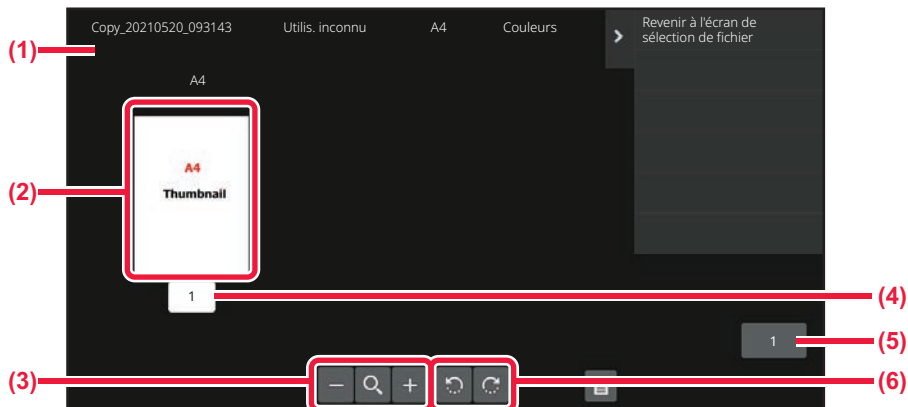 Copy_20210520_093143 Utilis. inconnu A4 Couleurs
Revenir à l'écran de
sélection de fichier
(1)
A4
(2)
A4
Thumbnail
1
(4)
1
(5)
(3)
(6)